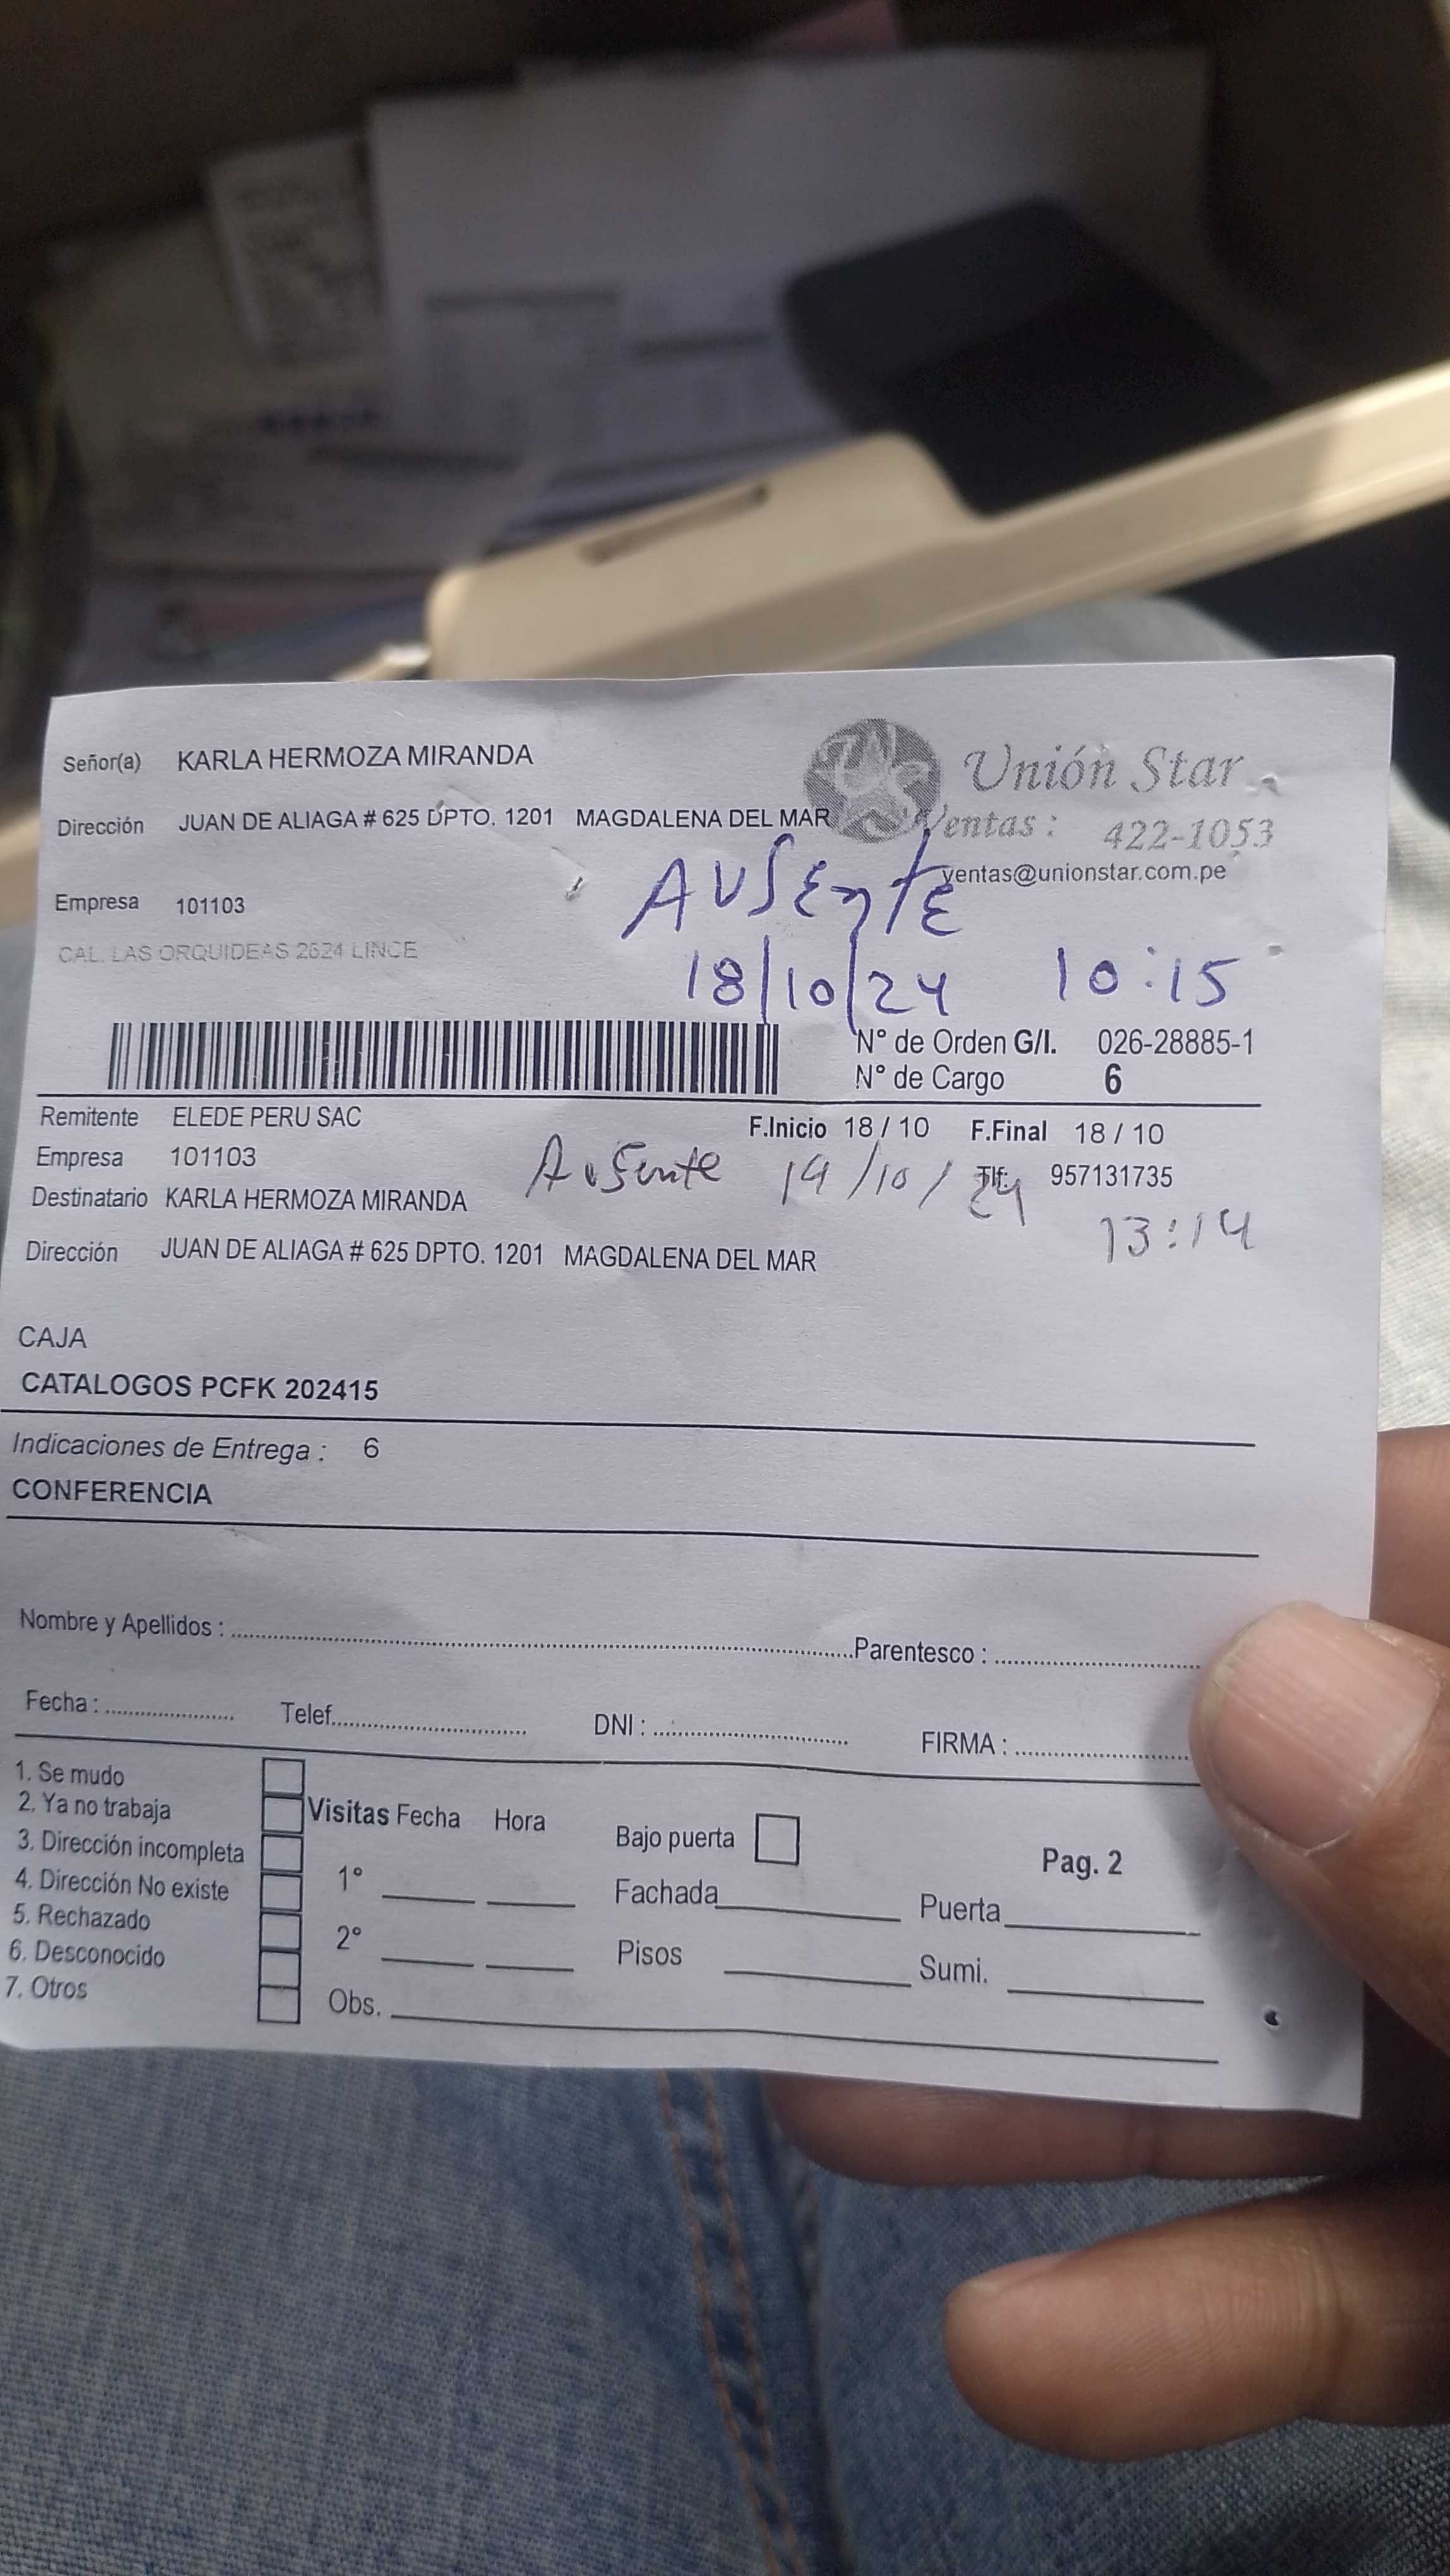 Señor(a) KARLA HERMOZA MIRANDA
Unión Star
Dirección JUAN DE ALIAGA # 625 DPTO. 1201 MAGDALENA DEL MAR
Ventas : 422-1053
ventas@unionstar.com.pe
AUSEnTE
Empresa 101103
CAL. LAS ORQUIDEAS 2624 LINCE
18/10/24 10:15
N° de Orden G/I. 026-28885-1
N° de Cargo 6
Remitente ELEDE PERU SAC
F.Inicio 18 / 10 F.Final 18 / 10
Empresa 101103
AuSente 19/10/24
Tlf: 957131735
Destinatario KARLA HERMOZA MIRANDA
13:14
Dirección JUAN DE ALIAGA # 625 DPTO. 1201 MAGDALENA DEL MAR
CAJA
CATALOGOS PCFK 202415
Indicaciones de Entrega : 6
CONFERENCIA
Nombre y Apellidos : Parentesco :
Fecha : Telef. DNI : FIRMA :
1. Se mudo
2. Ya no trabaja
3. Dirección incompleta
4. Dirección No existe
5. Rechazado
6. Desconocido
7. Otros
Visitas Fecha Hora
1°
2°
Obs.
Bajo puerta
Pag. 2
Fachada Puerta
Pisos Sumi.